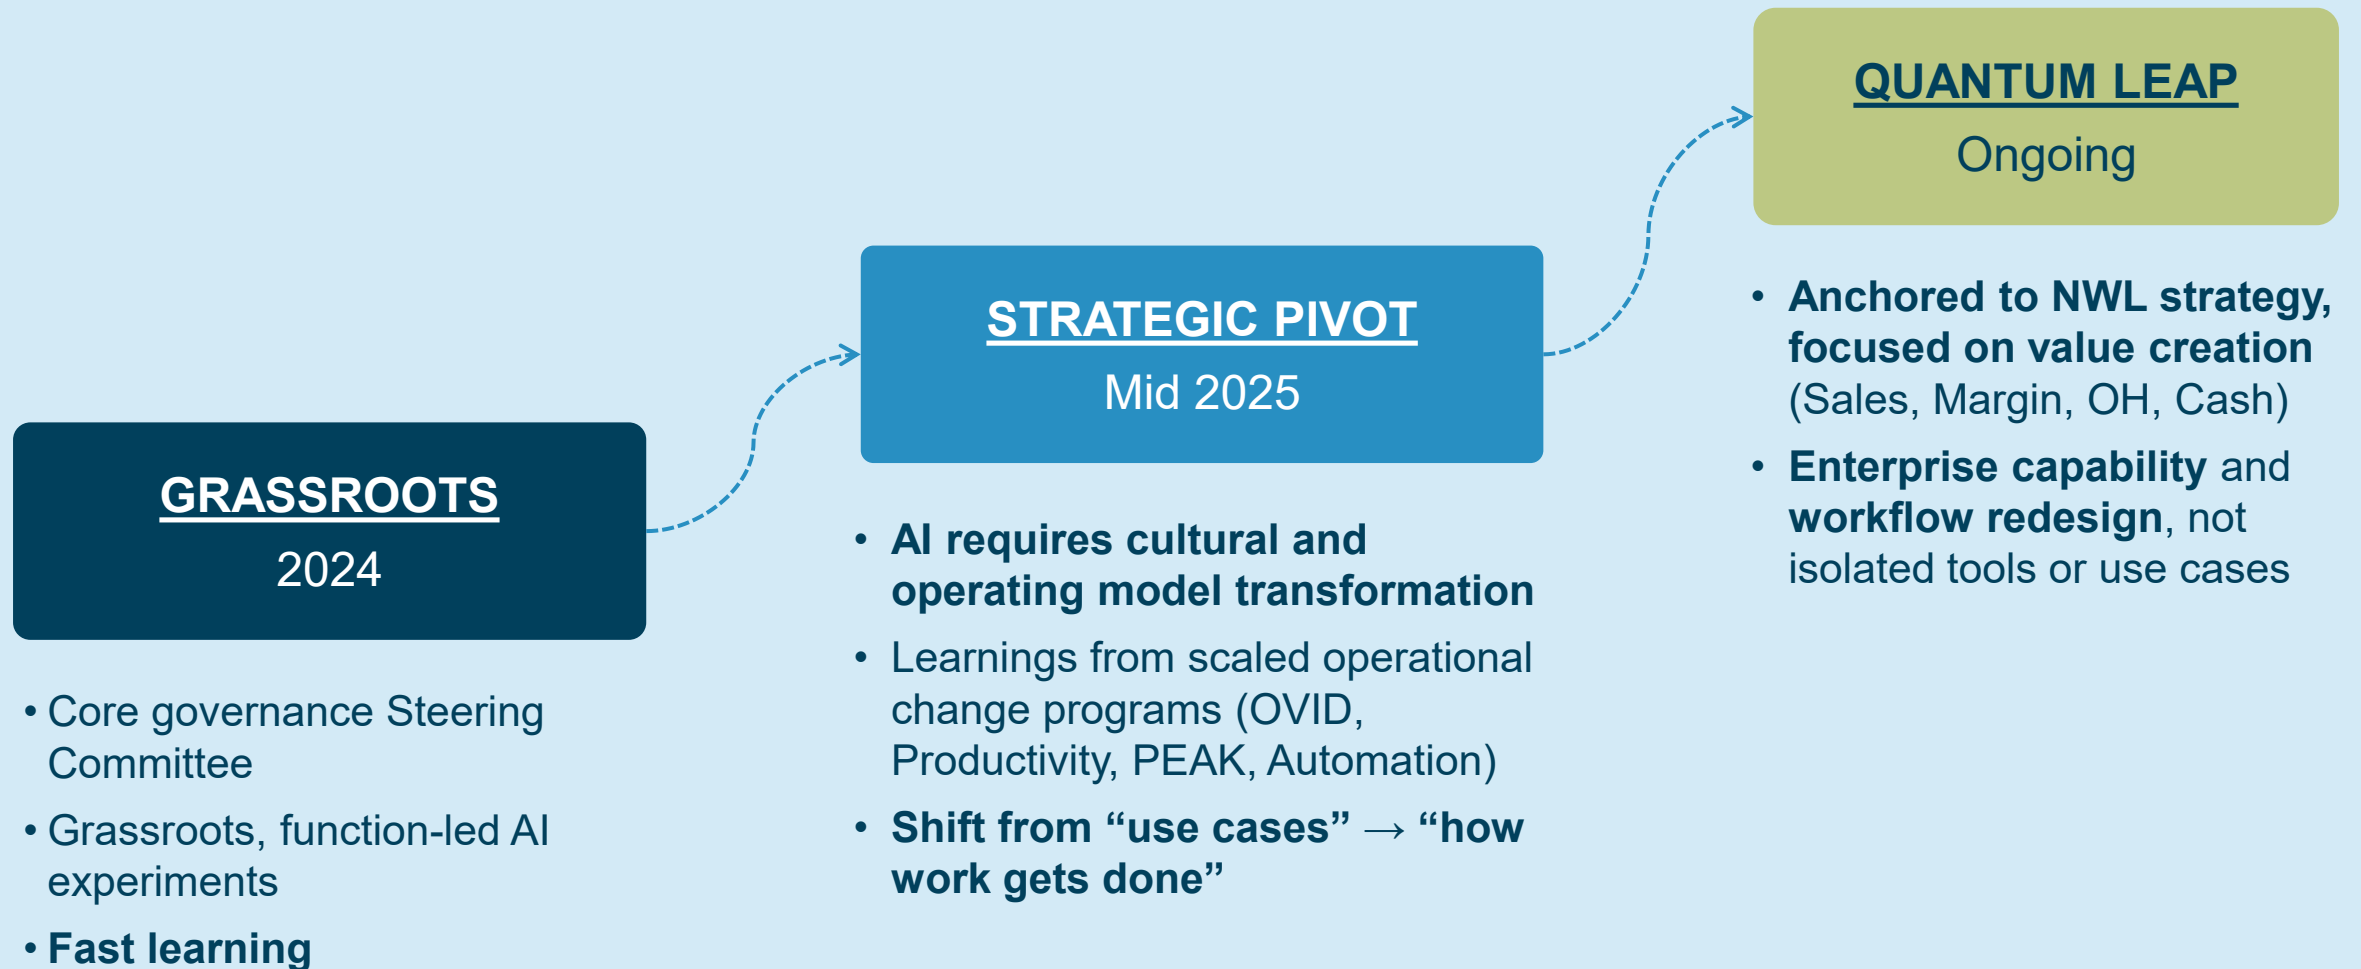 GRASSROOTS
2024
• Core governance Steering
Committee
• Grassroots, function-led AI
experiments
• Fast learning
STRATEGIC PIVOT
Mid 2025
• AI requires cultural and
operating model transformation
• Learnings from scaled operational
change programs (OVID,
Productivity, PEAK, Automation)
• Shift from “use cases” → “how
work gets done”
QUANTUM LEAP
Ongoing
• Anchored to NWL strategy,
focused on value creation
(Sales, Margin, OH, Cash)
• Enterprise capability and
workflow redesign, not
isolated tools or use cases